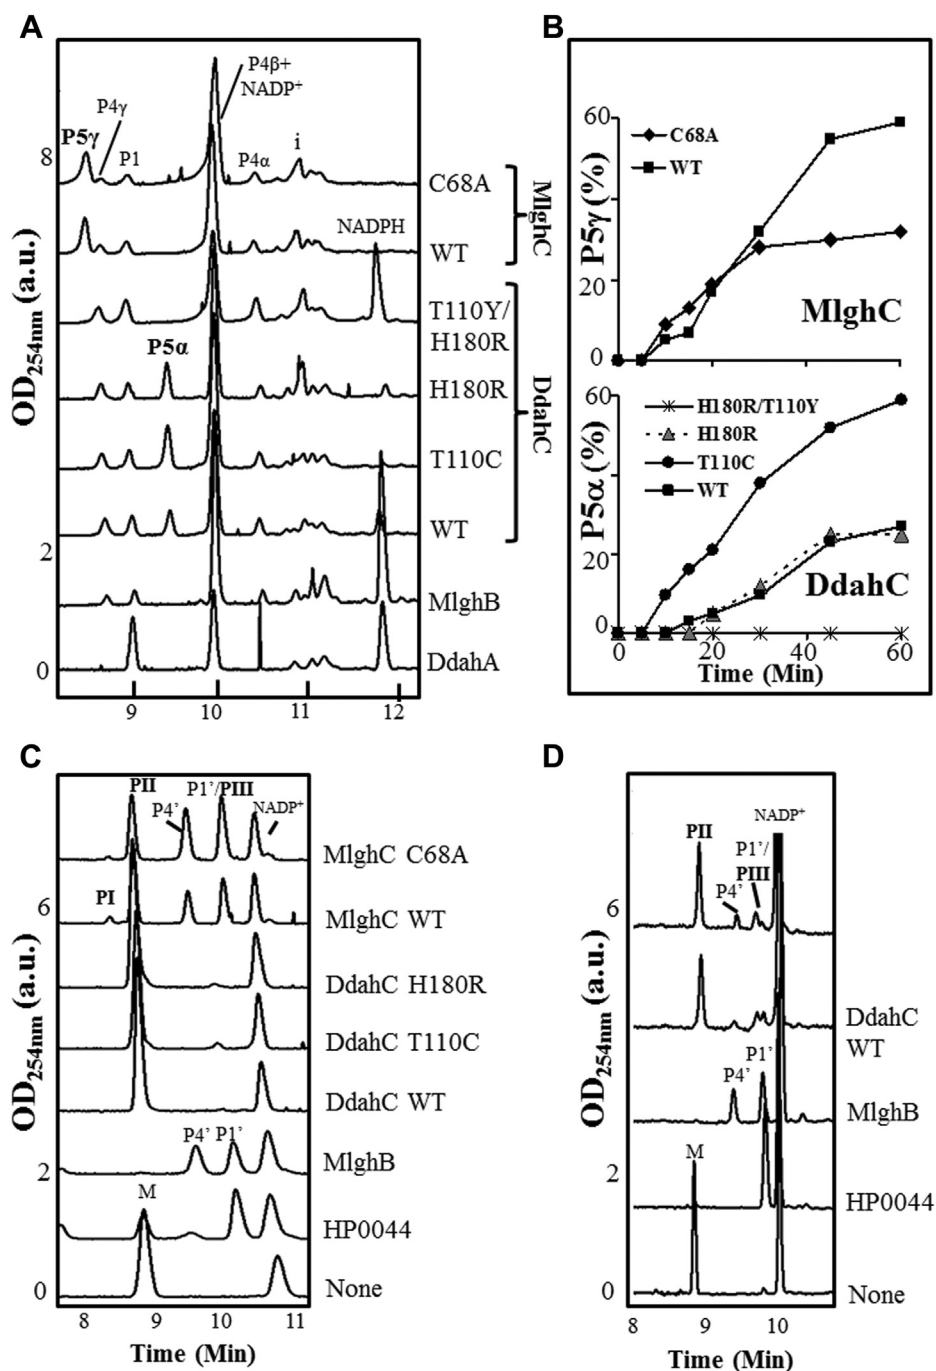 A
P5γ
P4γ
P1
P4β+
NADP⁺
P4α
i
NADPH
P5α
C68A
WT
MlghC
T110Y/
H180R
H180R
T110C
WT
DdahC
MlghB
DdahA
OD254nm (a.u.)
8
2
0
9
10
11
12
B
60
C68A
WT
P5γ (%)
20
MlghC
0
60
H180R/T110Y
H180R
T110C
WT
P5α (%)
20
DdahC
0
0
20
40
60
Time (Min)
C
PII
P1’/PIII
P4’
NADP⁺
MlghC C68A
PI
MlghC WT
DdahC H180R
DdahC T110C
DdahC WT
P4’ P1’
MlghB
M
HP0044
None
OD254nm (a.u.)
6
2
0
8
9
10
11
Time (Min)
D
NADP⁺
PII
P1’/
PIII
P4’
DdahC
WT
P1’
P4’
MlghB
M
HP0044
None
OD254nm (a.u.)
6
2
0
8
9
10
Time (Min)